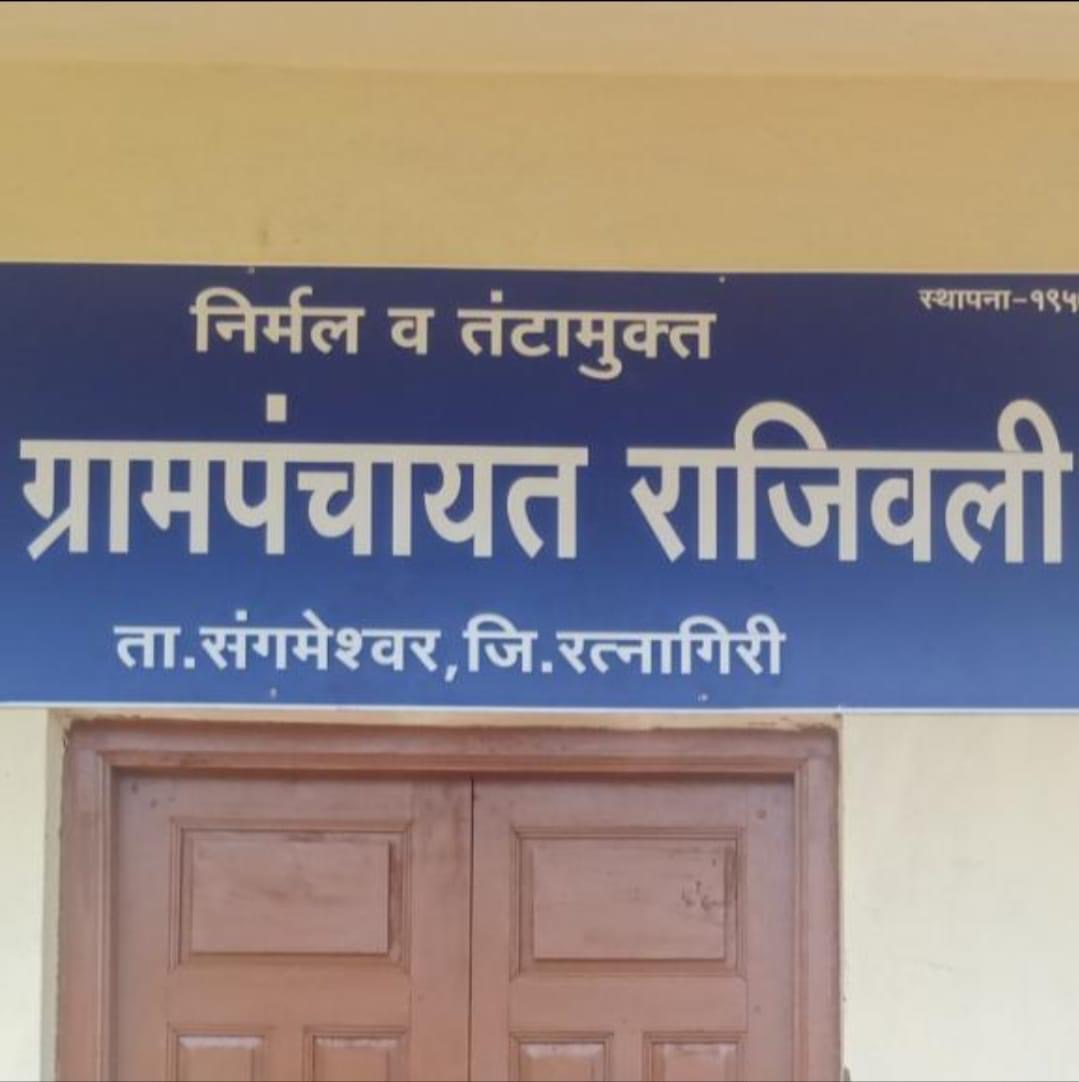 स्थापना-१९५
निर्मल व तंटामुक्त
ग्रामपंचायत राजिवली
ता.संगमेश्वर,जि.रत्नागिरी